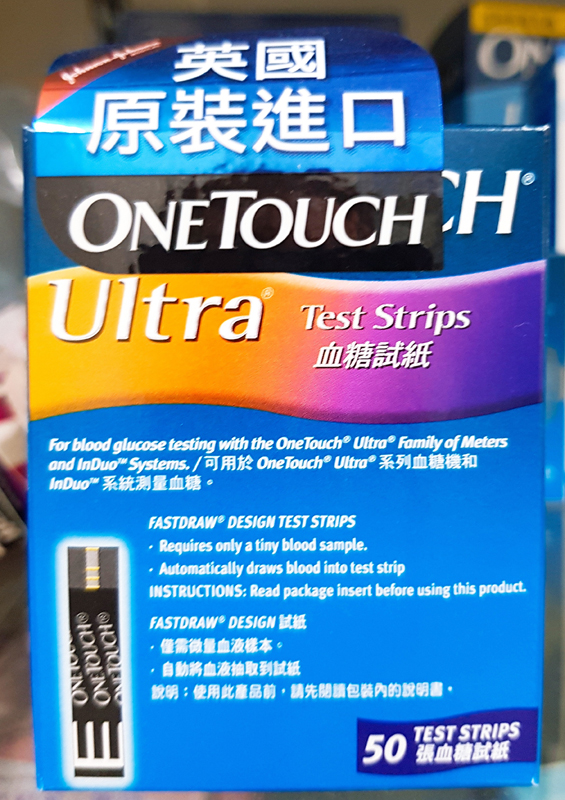 Johnson & Johnson
英國
原裝進口
ONETOUCH CH®
Ultra®
Test Strips
血糖試紙
For blood glucose testing with the OneTouch® Ultra® Family of Meters
and InDuo™ Systems. / 可用於 OneTouch® Ultra® 系列血糖機和
InDuo™ 系統測量血糖。
FASTDRAW® DESIGN TEST STRIPS
· Requires only a tiny blood sample.
· Automatically draws blood into test strip
INSTRUCTIONS: Read package insert before using this product.
FASTDRAW® DESIGN 試紙
· 僅需微量血液樣本。
· 自動將血液抽取到試紙
說明：使用此產品前，請先閱讀包裝內的說明書。
ONETOUCH®
ONETOUCH®
ONETOUCH
50 TEST STRIPS
張血糖試紙
ON